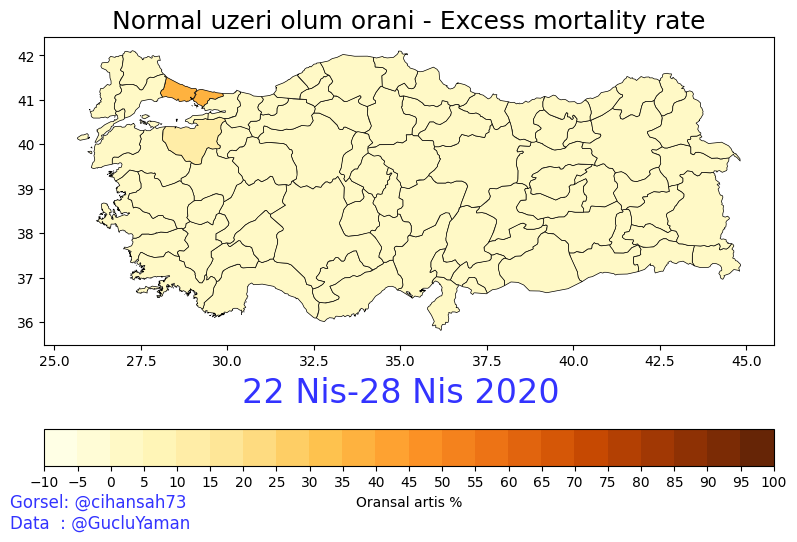 Normal uzeri olum orani - Excess mortality rate
42
41
40
39
38
37
36
25.0 27.5 30.0 32.5 35.0 37.5 40.0 42.5 45.0
22 Nis-28 Nis 2020
−10 −5 0 5 10 15 20 25 30 35 40 45 50 55 60 65 70 75 80 85 90 95 100
Oransal artis %
Gorsel: @cihansah73
Data : @GucluYaman